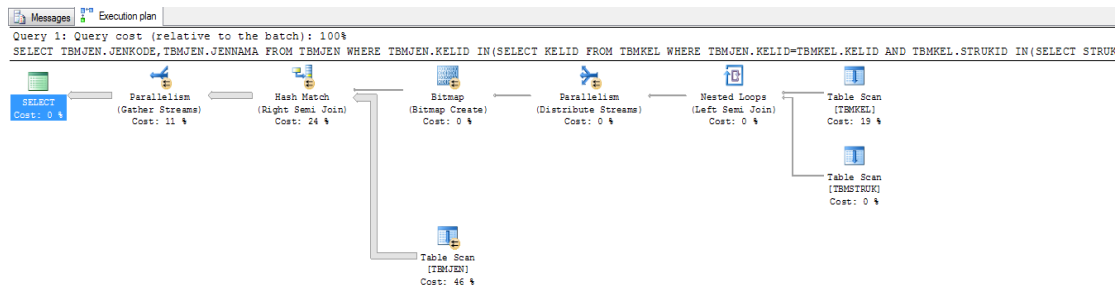 Messages
Execution plan
Query 1: Query cost (relative to the batch): 100%
SELECT TBMJEN.JENKODE,TBMJEN.JENNAMA FROM TBMJEN WHERE TBMJEN.KELID IN(SELECT KELID FROM TBMKEL WHERE TBMJEN.KELID=TBMKEL.KELID AND TBMKEL.STRUKID IN(SELECT STRUK
SELECT
Cost: 0 %
Parallelism
(Gather Streams)
Cost: 11 %
Hash Match
(Right Semi Join)
Cost: 24 %
Bitmap
(Bitmap Create)
Cost: 0 %
Parallelism
(Distribute Streams)
Cost: 0 %
Nested Loops
(Left Semi Join)
Cost: 0 %
Table Scan
[TBMKEL]
Cost: 19 %
Table Scan
[TBMSTRUK]
Cost: 0 %
Table Scan
[TBMJEN]
Cost: 46 %